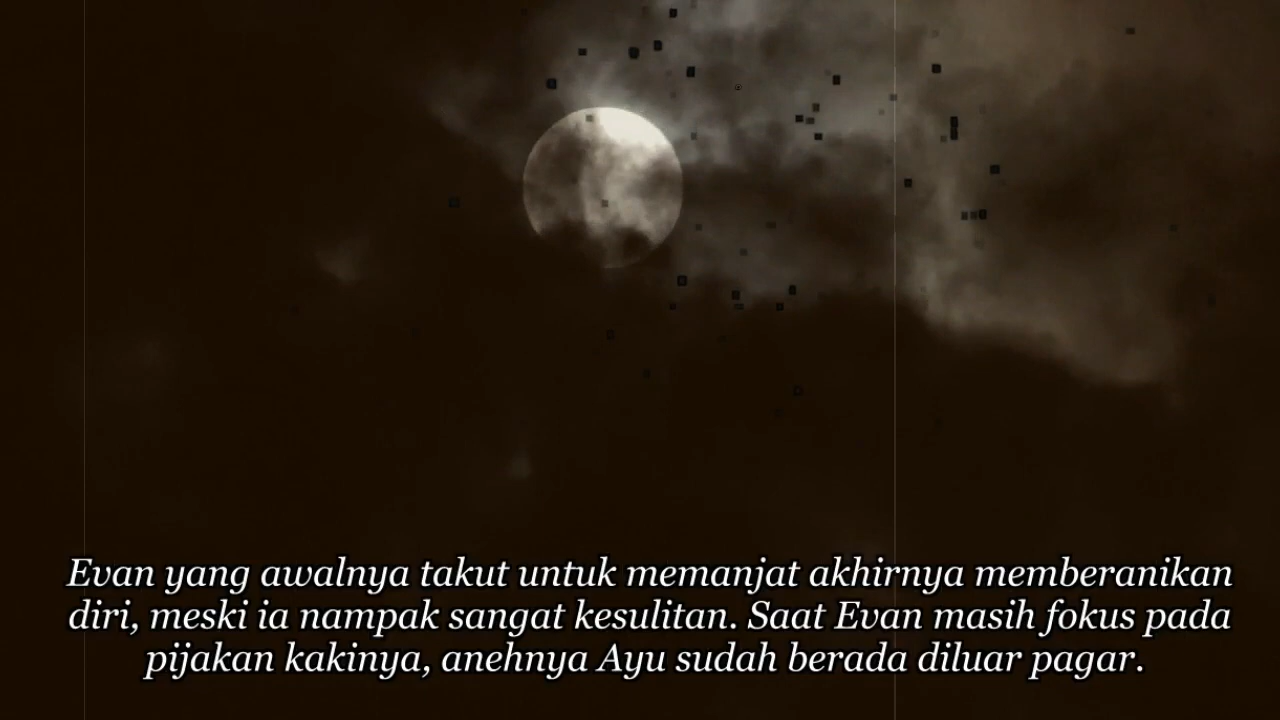 Evan yang awalnya takut untuk memanjat akhirnya memberanikan
diri, meski ia nampak sangat kesulitan. Saat Evan masih fokus pada
pijakan kakinya, anehnya Ayu sudah berada diluar pagar.